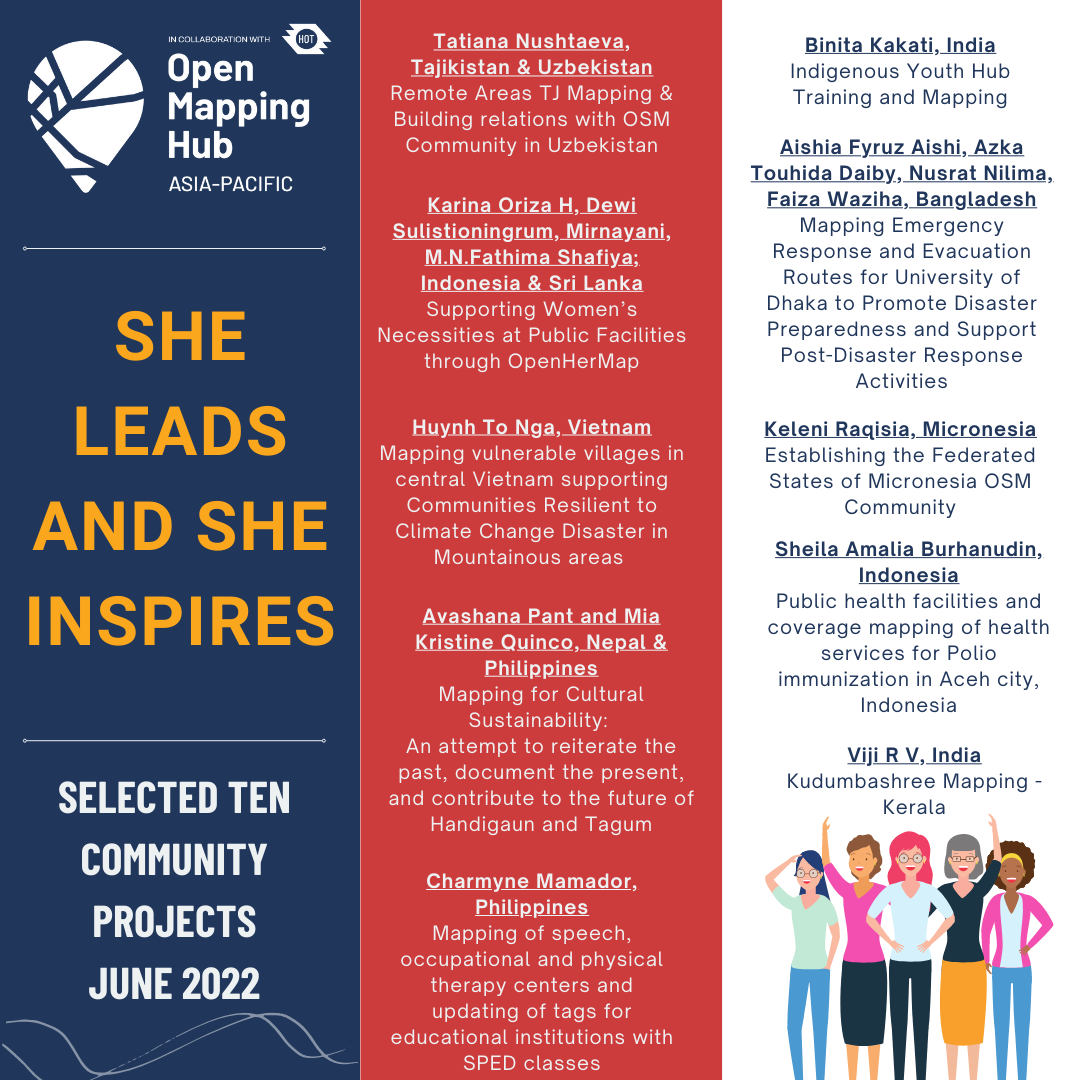 IN COLLABORATION WITH
HOT
Open
Mapping
Hub
ASIA-PACIFIC
SHE
LEADS
AND SHE
INSPIRES
SELECTED TEN
COMMUNITY
PROJECTS
JUNE 2022
Tatiana Nushtaeva,
Tajikistan & Uzbekistan
Remote Areas TJ Mapping &
Building relations with OSM
Community in Uzbekistan
Karina Oriza H, Dewi
Sulistioningrum, Mirnayani,
M.N.Fathima Shafiya;
Indonesia & Sri Lanka
Supporting Women's
Necessities at Public Facilities
through OpenHerMap
Huynh To Nga, Vietnam
Mapping vulnerable villages in
central Vietnam supporting
Communities Resilient to
Climate Change Disaster in
Mountainous areas
Avashana Pant and Mia
Kristine Quinco, Nepal &
Philippines
Mapping for Cultural
Sustainability:
An attempt to reiterate the
past, document the present,
and contribute to the future of
Handigaun and Tagum
Charmyne Mamador,
Philippines
Mapping of speech,
occupational and physical
therapy centers and
updating of tags for
educational institutions with
SPED classes
Binita Kakati, India
Indigenous Youth Hub
Training and Mapping
Aishia Fyruz Aishi, Azka
Touhida Daiby, Nusrat Nilima,
Faiza Waziha, Bangladesh
Mapping Emergency
Response and Evacuation
Routes for University of
Dhaka to Promote Disaster
Preparedness and Support
Post-Disaster Response
Activities
Keleni Raqisia, Micronesia
Establishing the Federated
States of Micronesia OSM
Community
Sheila Amalia Burhanudin,
Indonesia
Public health facilities and
coverage mapping of health
services for Polio
immunization in Aceh city,
Indonesia
Viji R V, India
Kudumbashree Mapping -
Kerala